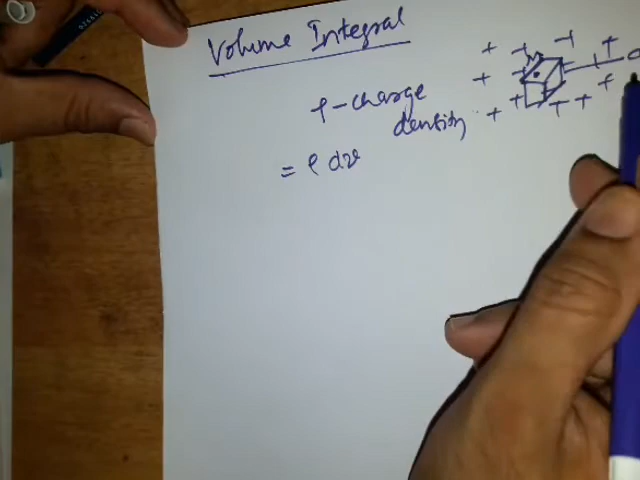 Volume Integral
ρ - charge
density
= ρ dv